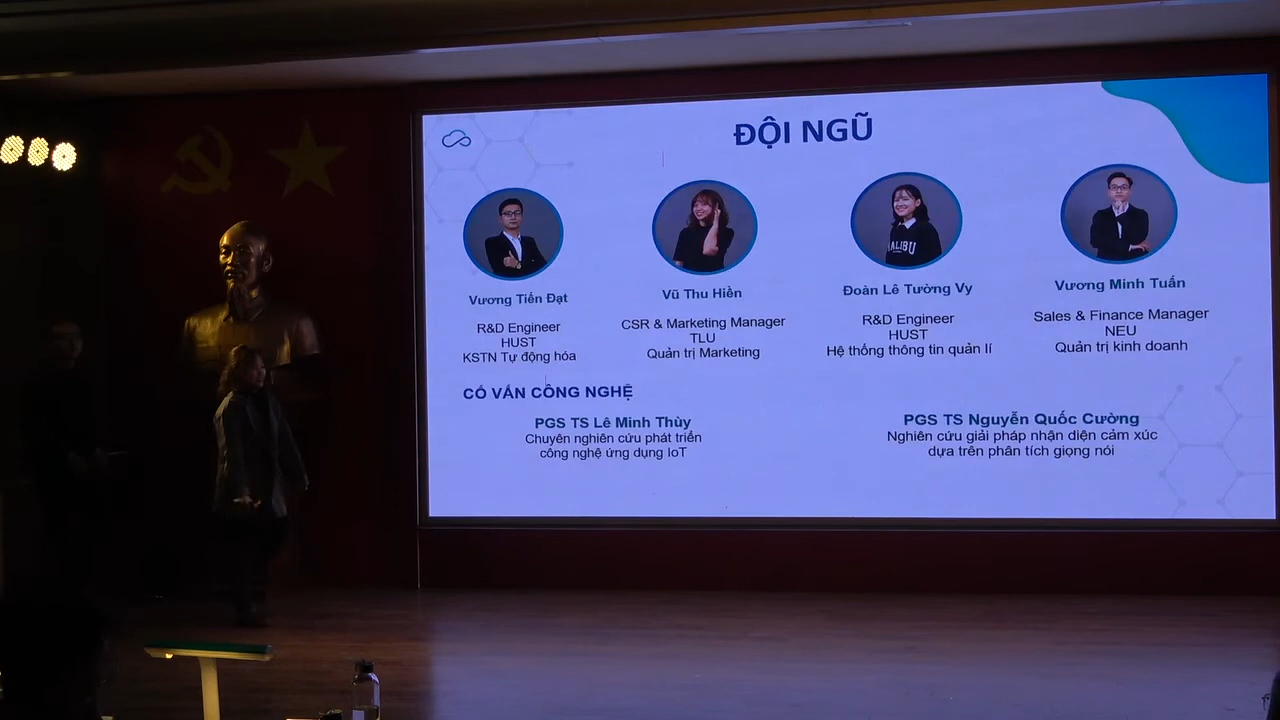 ĐỘI NGŨ
Vương Tiến Đạt
R&D Engineer
HUST
KSTN Tự động hóa
Vũ Thu Hiền
CSR & Marketing Manager
TLU
Quản trị Marketing
Đoàn Lê Tường Vy
R&D Engineer
HUST
Hệ thống thông tin quản lí
Vương Minh Tuấn
Sales & Finance Manager
NEU
Quản trị kinh doanh
CỐ VẤN CÔNG NGHỆ
PGS TS Lê Minh Thùy
Chuyên nghiên cứu phát triển
công nghệ ứng dụng IoT
PGS TS Nguyễn Quốc Cường
Nghiên cứu giải pháp nhận diện cảm xúc
dựa trên phân tích giọng nói